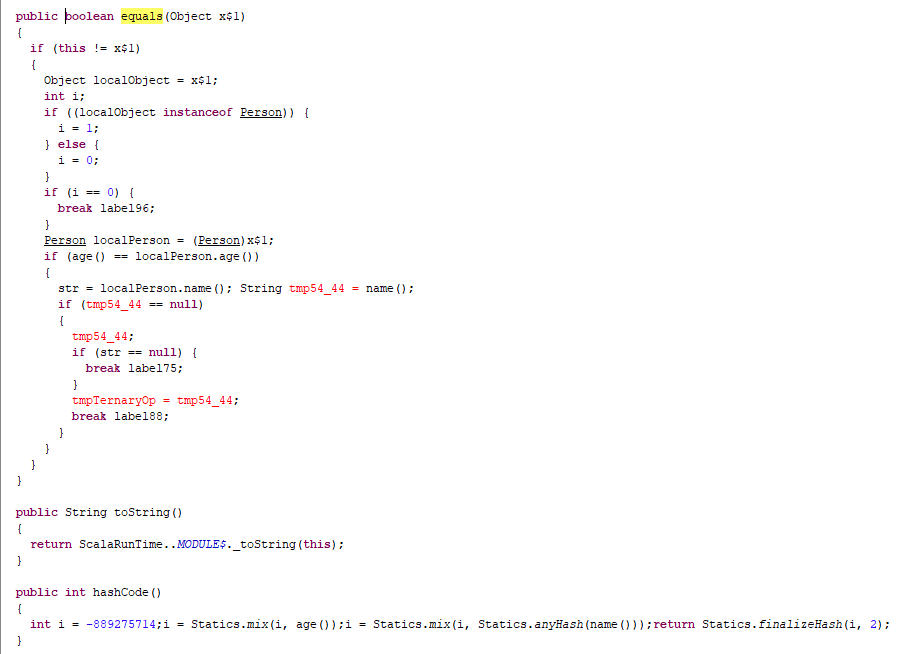 public boolean equals(Object x$1)
{
  if (this != x$1)
  {
    Object localObject = x$1;
    int i;
    if ((localObject instanceof Person)) {
      i = 1;
    } else {
      i = 0;
    }
    if (i == 0) {
      break label96;
    }
    Person localPerson = (Person)x$1;
    if (age() == localPerson.age())
    {
      str = localPerson.name(); String tmp54_44 = name();
      if (tmp54_44 == null)
      {
        tmp54_44;
        if (str == null) {
          break label75;
        }
        tmpTernaryOp = tmp54_44;
        break label88;
      }
    }
  }
}

public String toString()
{
  return ScalaRunTime..MODULE$._toString(this);
}

public int hashCode()
{
  int i = -889275714;i = Statics.mix(i, age());i = Statics.mix(i, Statics.anyHash(name()));return Statics.finalizeHash(i, 2);
}